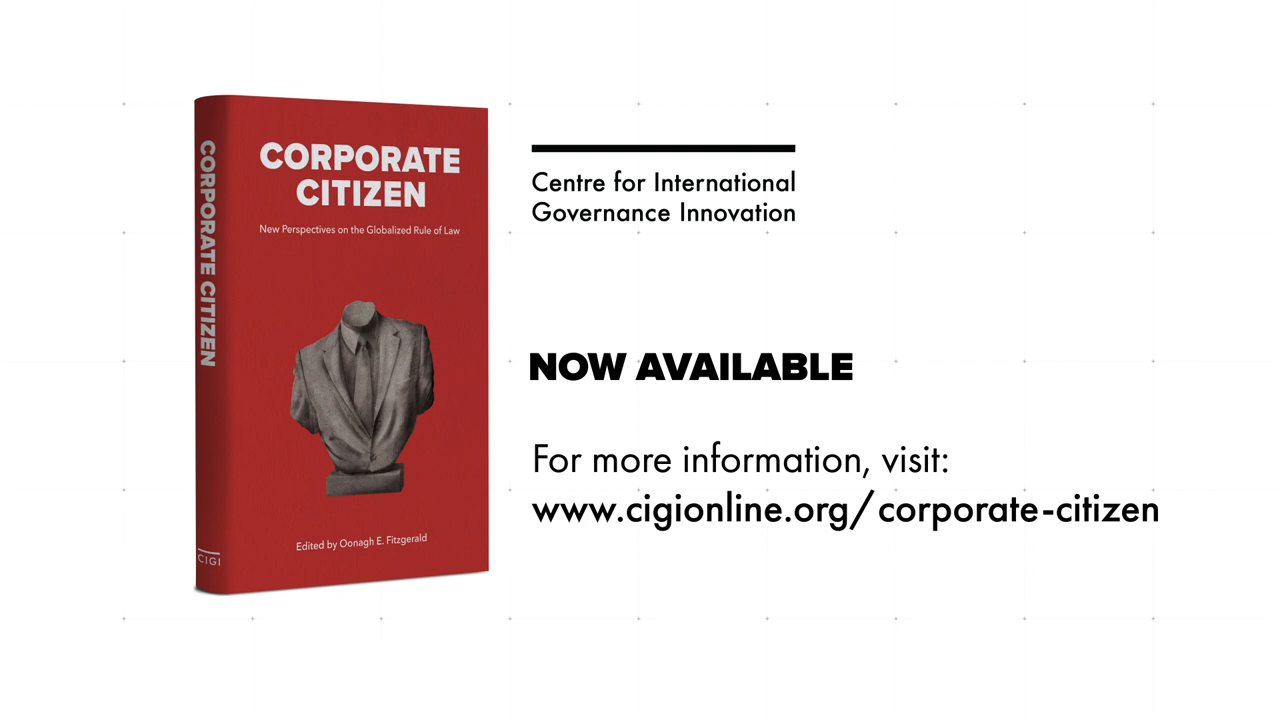 CORPORATE CITIZEN
CIGI
CORPORATE
CITIZEN
New Perspectives on the Globalized Rule of Law
Edited by Oonagh E. Fitzgerald
Centre for International
Governance Innovation
NOW AVAILABLE
For more information, visit:
www.cigionline.org/corporate-citizen